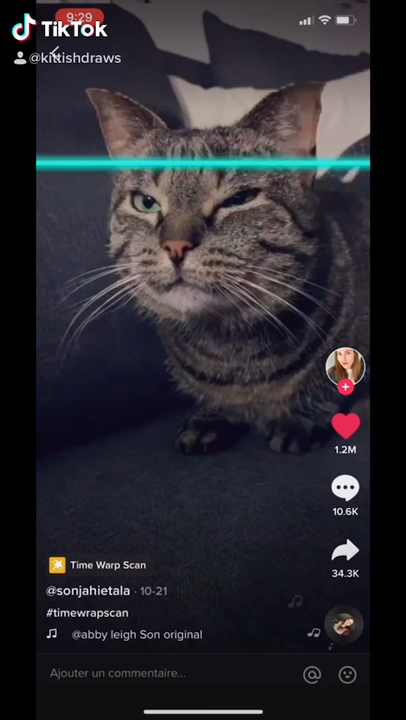 9:29
TikTok
@kittishdraws
1.2M
10.6K
34.3K
Time Warp Scan
@sonjahietala · 10-21
#timewrapscan
@abby leigh Son original
Ajouter un commentaire...